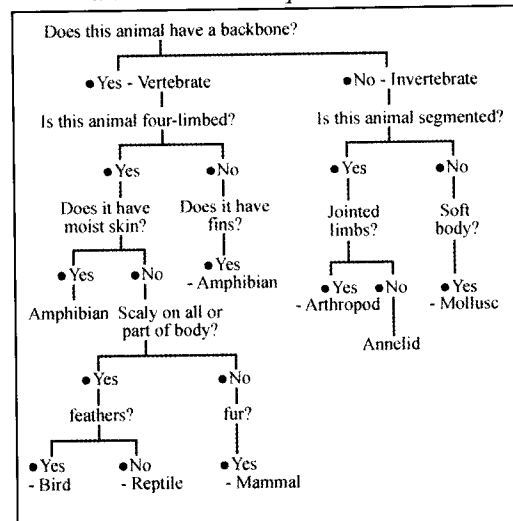 Does this animal have a backbone?
● Yes - Vertebrate ● No - Invertebrate
Is this animal four-limbed? Is this animal segmented?
● Yes ● No ● Yes ● No
Does it have moist skin? Does it have fins? Jointed limbs? Soft body?
● Yes ● No ● Yes - Amphibian ● Yes - Arthropod ● No ● Yes - Mollusc
Amphibian Scaly on all or part of body? Annelid
● Yes ● No
feathers? fur?
● Yes - Bird ● No - Reptile ● Yes - Mammal